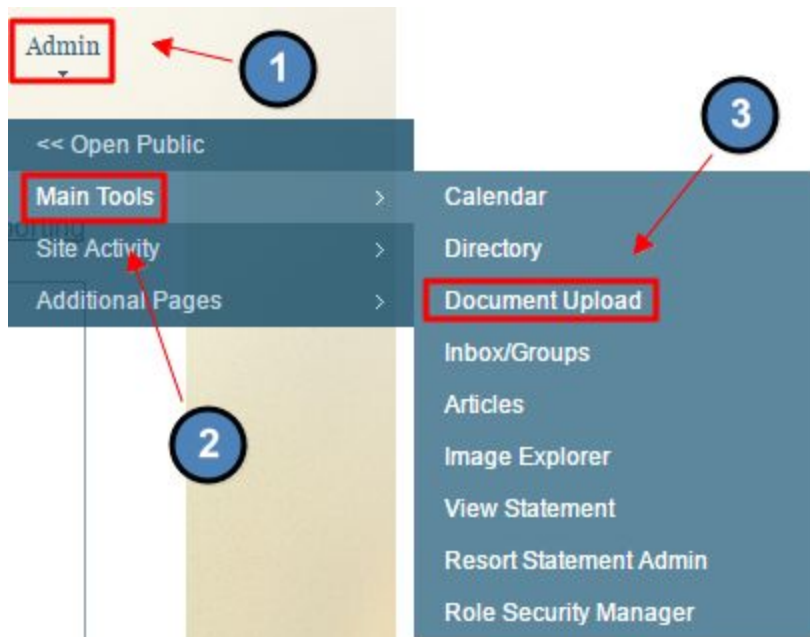 Admin
1
3
<< Open Public
Main Tools >
Site Activity >
Additional Pages >
2
Calendar
Directory
Document Upload
Inbox/Groups
Articles
Image Explorer
View Statement
Resort Statement Admin
Role Security Manager